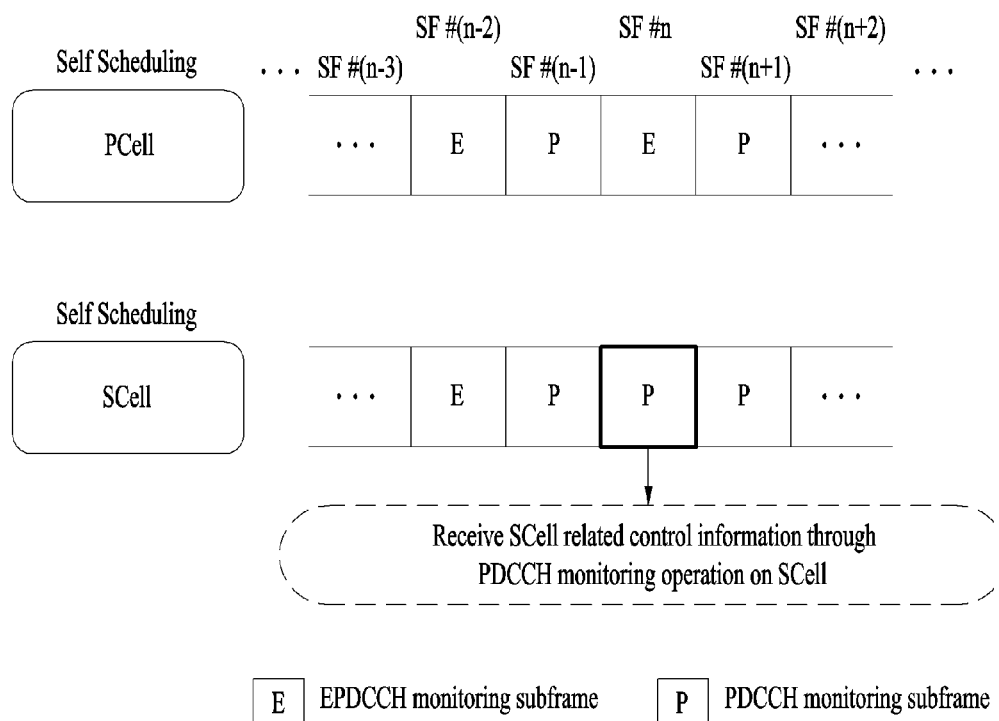 SF #(n-2) SF #n SF #(n+2)
Self Scheduling
· · · SF #(n-3) SF #(n-1) SF #(n+1) · · ·
PCell
· · · E P E P · · ·
Self Scheduling
SCell
· · · E P P P · · ·
Receive SCell related control information through
PDCCH monitoring operation on SCell
E EPDCCH monitoring subframe P PDCCH monitoring subframe